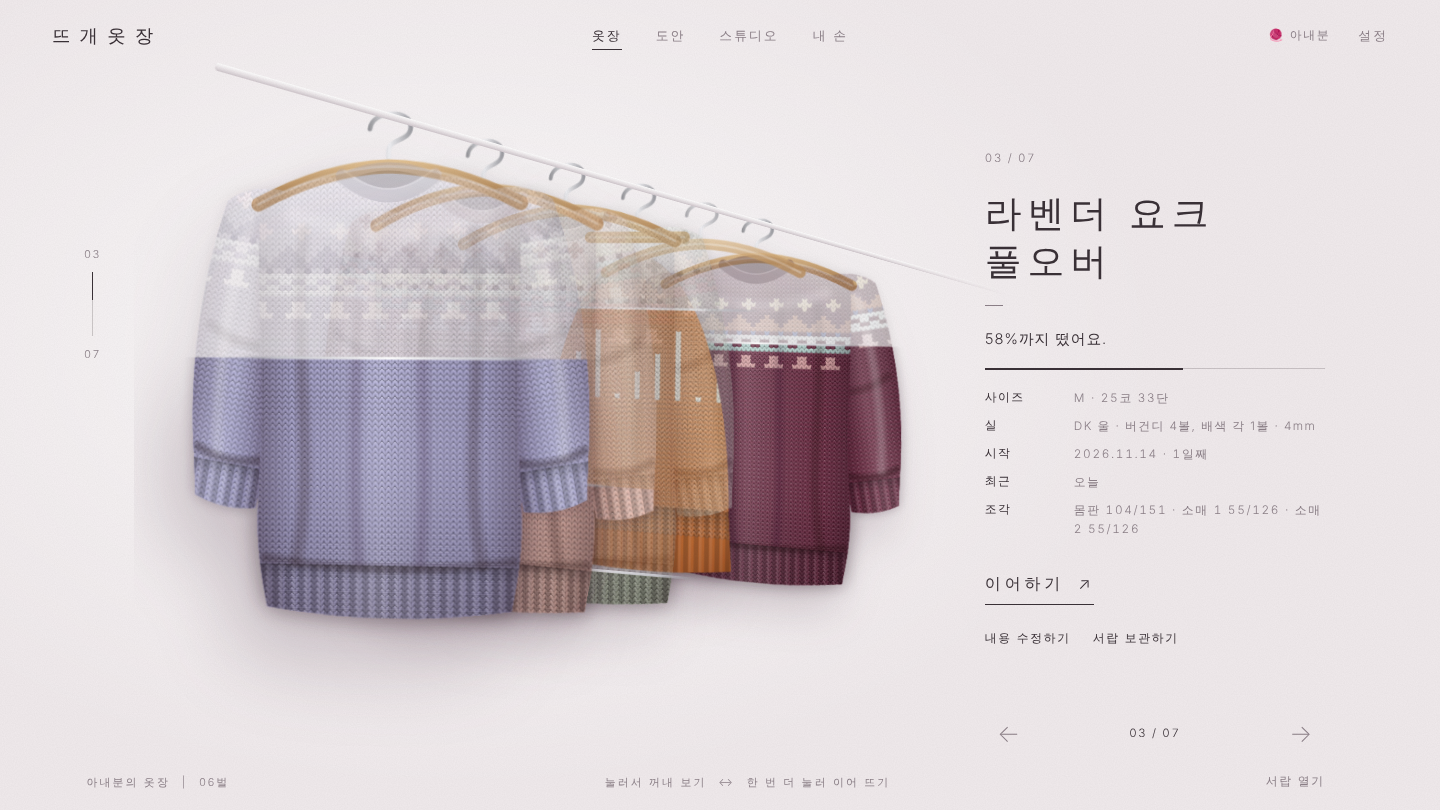 뜨개옷장
옷장 도안 스튜디오 내 손
아내분 설정
03 / 07
라벤더 요크
풀오버
58%까지 떴어요.
사이즈 M · 25코 33단
실 DK 울 · 버건디 4볼, 배색 각 1볼 · 4mm
시작 2026.11.14 · 1일째
최근 오늘
조각 몸판 104/151 · 소매 1 55/126 · 소매
2 55/126
이어하기 ↗
내용 수정하기 서랍 보관하기
← 03 / 07 →
03
07
아내분의 옷장 | 06벌
눌러서 꺼내 보기 ↔ 한 번 더 눌러 이어 뜨기
서랍 열기